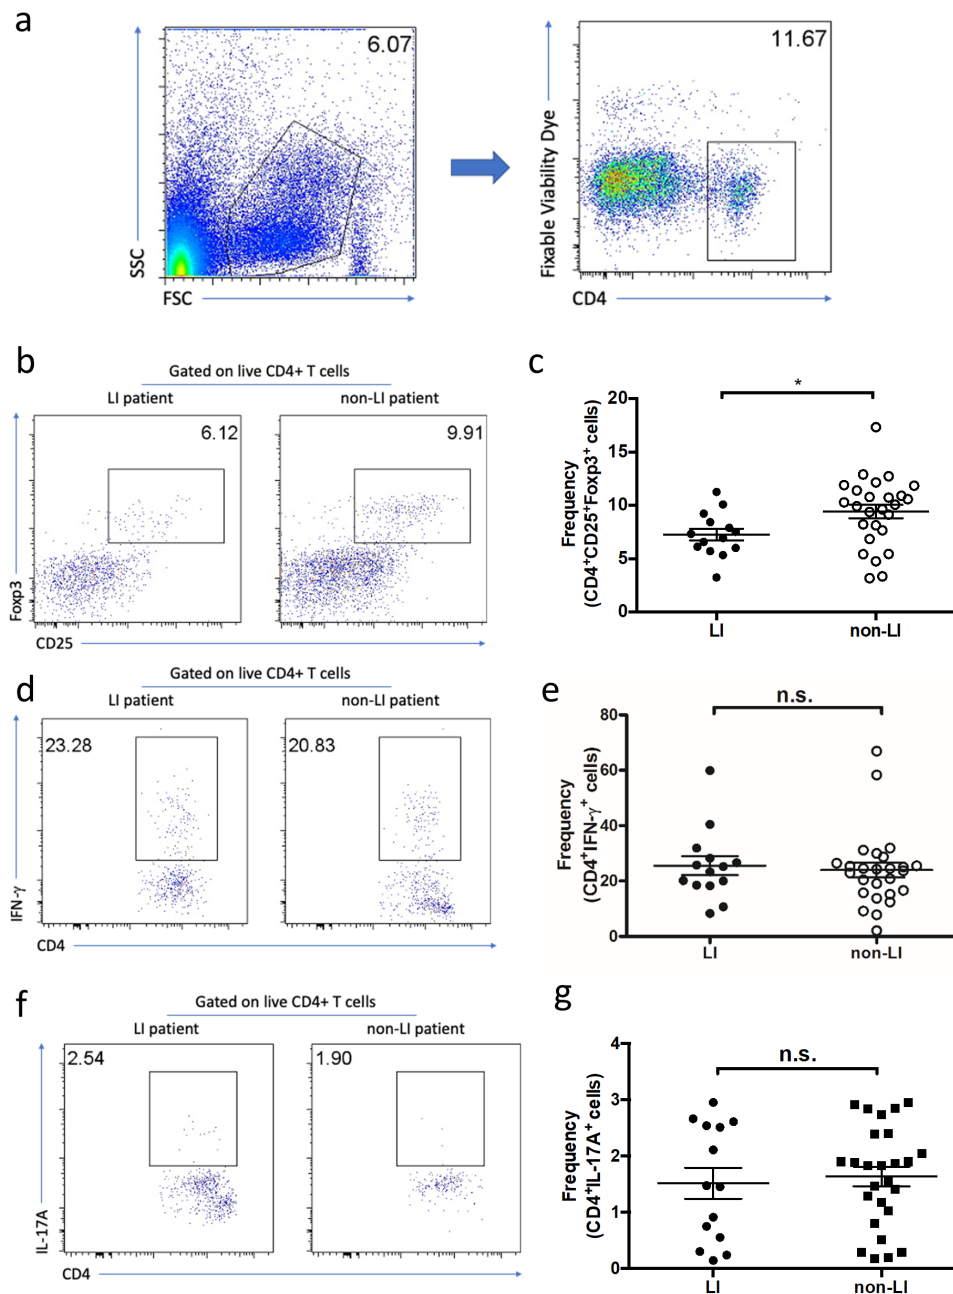 a
6.07
11.67
SSC
FSC
Fixable Viability Dye
CD4
b
Gated on live CD4+ T cells
LI patient
non-LI patient
6.12
9.91
Foxp3
CD25
c
*
Frequency
(CD4⁺CD25⁺Foxp3⁺ cells)
20
15
10
5
0
LI
non-LI
d
Gated on live CD4+ T cells
LI patient
non-LI patient
23.28
20.83
IFN-γ
CD4
e
n.s.
Frequency
(CD4⁺IFN-γ⁺ cells)
80
60
40
20
0
LI
non-LI
f
Gated on live CD4+ T cells
LI patient
non-LI patient
2.54
1.90
IL-17A
CD4
g
n.s.
Frequency
(CD4⁺IL-17A⁺ cells)
4
3
2
1
0
LI
non-LI